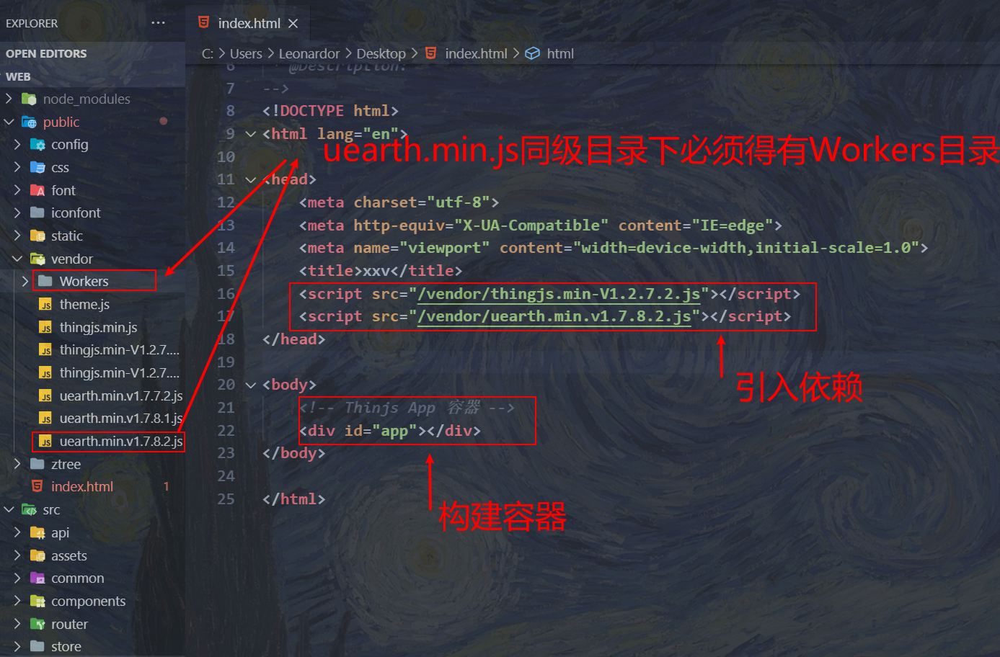 EXPLORER
···
index.html
OPEN EDITORS
C: > Users > Leonardor > Desktop > index.html > html
WEB
node_modules
public
config
css
font
iconfont
static
vendor
Workers
theme.js
thingjs.min.js
thingjs.min-V1.2.7....
thingjs.min-V1.2.7....
uearth.min.v1.7.7.2.js
uearth.min.v1.7.8.1.js
uearth.min.v1.7.8.2.js
ztree
index.html 1
src
api
assets
common
components
router
store
6 * @Description:
7 -->
8 <!DOCTYPE html>
9 <html lang="en">
uearth.min.js同级目录下必须得有Workers目录
10
11 <head>
12 <meta charset="utf-8">
13 <meta http-equiv="X-UA-Compatible" content="IE=edge">
14 <meta name="viewport" content="width=device-width,initial-scale=1.0">
15 <title>xxv</title>
16 <script src="/vendor/thingjs.min-V1.2.7.2.js"></script>
17 <script src="/vendor/uearth.min.v1.7.8.2.js"></script>
18 </head>
19
引入依赖
20 <body>
21 <!-- Thinjs App 容器 -->
22 <div id="app"></div>
23 </body>
24
25 </html>
构建容器